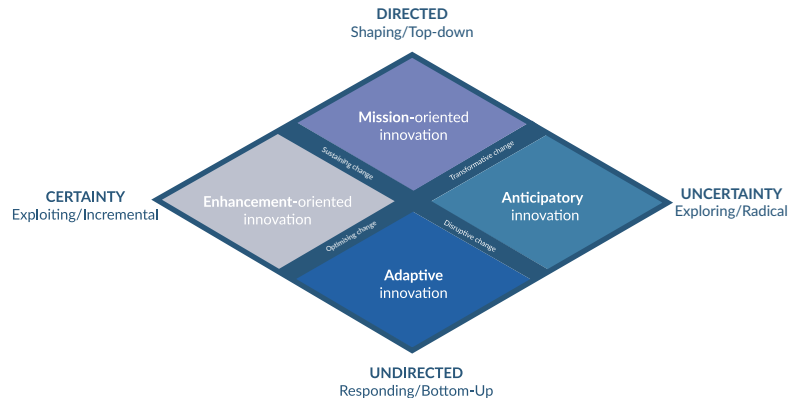 DIRECTED
Shaping/Top-down
Mission-oriented
innovation
Sustaining change
Transformative change
CERTAINTY
Exploiting/Incremental
Enhancement-oriented
innovation
Anticipatory
innovation
UNCERTAINTY
Exploring/Radical
Optimising change
Disruptive change
Adaptive
innovation
UNDIRECTED
Responding/Bottom-Up